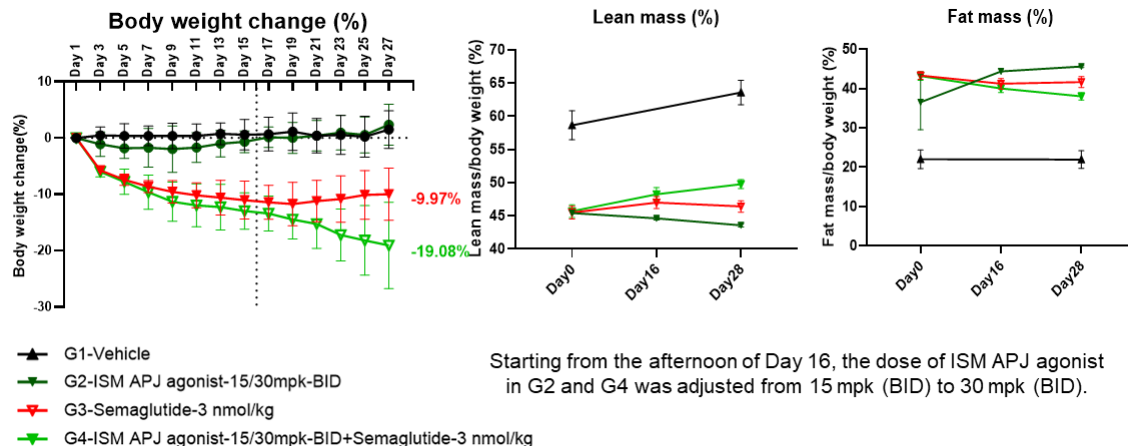 Body weight change (%)
Day 1
Day 3
Day 5
Day 7
Day 9
Day 11
Day 13
Day 15
Day 17
Day 19
Day 21
Day 23
Day 25
Day 27
Body weight change(%)
10
0
-10
-20
-30
-9.97%
-19.08%
Lean mass (%)
Lean mass/body weight (%)
70
65
60
55
50
45
40
Day0
Day16
Day28
Fat mass (%)
Fat mass/body weight (%)
50
40
30
20
10
0
Day0
Day16
Day28
G1-Vehicle
G2-ISM APJ agonist-15/30mpk-BID
G3-Semaglutide-3 nmol/kg
G4-ISM APJ agonist-15/30mpk-BID+Semaglutide-3 nmol/kg
Starting from the afternoon of Day 16, the dose of ISM APJ agonist
in G2 and G4 was adjusted from 15 mpk (BID) to 30 mpk (BID).